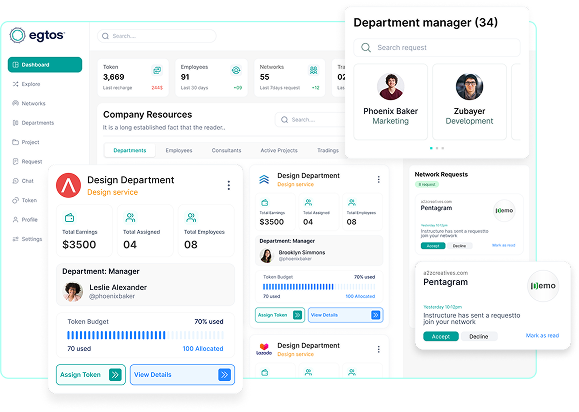 egtos
Search...
Dashboard
Explore
Networks
Departments
Project
Request
Chat
Token
Profile
Settings
Token
3,669
Last recharge
204$
Employees
91
Last 30 days
+09
Networks
55
Last 7days request
+12
Company Resources
It is a long established fact that the reader..
Search...
Departments
Employees
Consultants
Active Projects
Tradings
Department manager (34)
Search request
Phoenix Baker
Marketing
Zubayer
Development
Design Department
Design service
Total Earnings
$3500
Total Assigned
04
Total Employees
08
Department: Manager
Leslie Alexander
@phoenixbaker
Token Budget
70% used
70 used
100 Allocated
Assign Token
View Details
Design Department
Design service
Total Earnings
$3500
Total Assigned
04
Total Employees
08
Department: Manager
Brooklyn Simmons
@phoenixbaker
Token Budget
70% used
70 used
100 Allocated
Assign Token
View Details
Lazada
Design Department
Design service
Network Requests
a2zcreatives.com
Pentagram
Yesterday 10:12pm
Instructure has sent a requestto
join your network
Accept
Decline
Mark as read
a2zcreatives.com
Pentagram
Yesterday 10:12pm
Instructure has sent a requestto
join your network
Accept
Decline
Mark as read